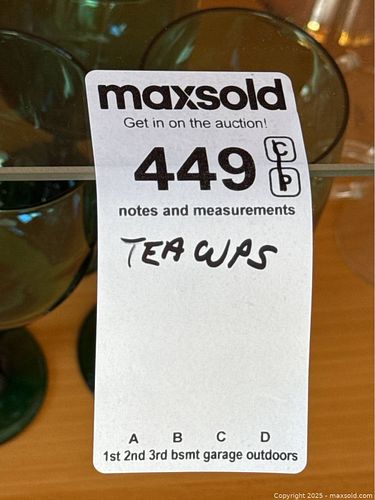 maxsold
Get in on the auction!
449 C
P
notes and measurements
TEA CUPS
A B C D
1st 2nd 3rd bsmt garage outdoors
Copyright 2025 - maxsold.com